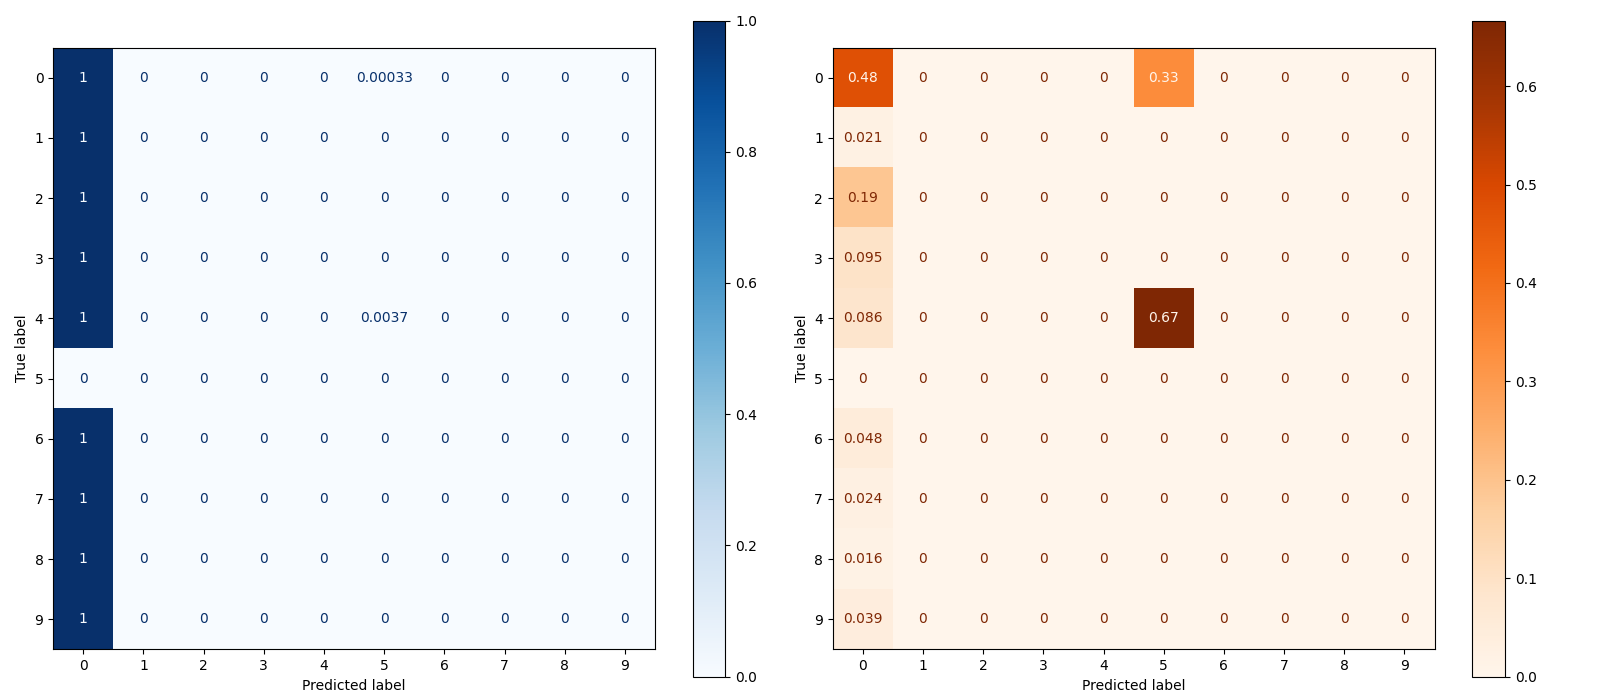 0 1 0 0 0 0 0.00033 0 0 0 0
1 1 0 0 0 0 0 0 0 0 0
2 1 0 0 0 0 0 0 0 0 0
3 1 0 0 0 0 0 0 0 0 0
4 1 0 0 0 0 0.0037 0 0 0 0
5 0 0 0 0 0 0 0 0 0 0
6 1 0 0 0 0 0 0 0 0 0
7 1 0 0 0 0 0 0 0 0 0
8 1 0 0 0 0 0 0 0 0 0
9 1 0 0 0 0 0 0 0 0 0
True label
0 1 2 3 4 5 6 7 8 9
Predicted label
1.0
0.8
0.6
0.4
0.2
0.0
0 0.48 0 0 0 0 0.33 0 0 0 0
1 0.021 0 0 0 0 0 0 0 0 0
2 0.19 0 0 0 0 0 0 0 0 0
3 0.095 0 0 0 0 0 0 0 0 0
4 0.086 0 0 0 0 0.67 0 0 0 0
5 0 0 0 0 0 0 0 0 0 0
6 0.048 0 0 0 0 0 0 0 0 0
7 0.024 0 0 0 0 0 0 0 0 0
8 0.016 0 0 0 0 0 0 0 0 0
9 0.039 0 0 0 0 0 0 0 0 0
True label
0 1 2 3 4 5 6 7 8 9
Predicted label
0.6
0.5
0.4
0.3
0.2
0.1
0.0